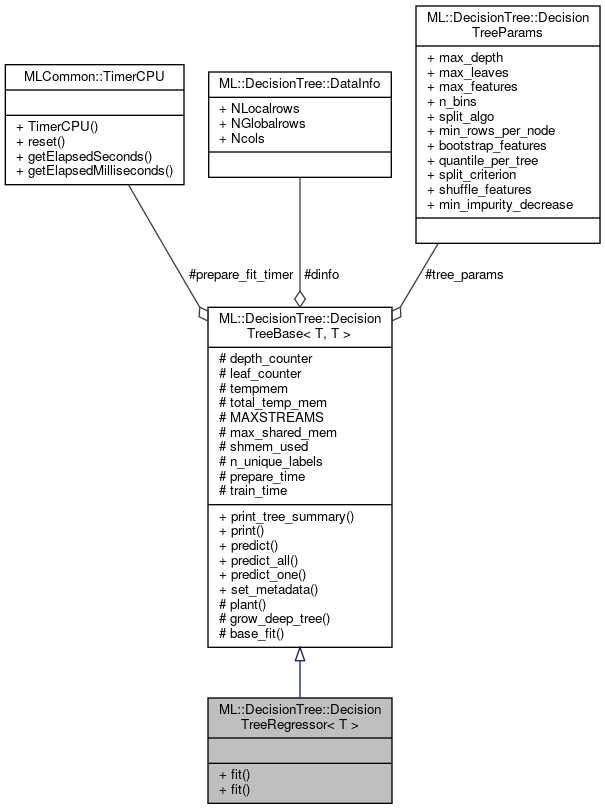 MLCommon::TimerCPU
+ TimerCPU()
+ reset()
+ getElapsedSeconds()
+ getElapsedMilliseconds()
ML::DecisionTree::DataInfo
+ NLocalrows
+ NGlobalrows
+ Ncols
ML::DecisionTree::Decision
TreeParams
+ max_depth
+ max_leaves
+ max_features
+ n_bins
+ split_algo
+ min_rows_per_node
+ bootstrap_features
+ quantile_per_tree
+ split_criterion
+ shuffle_features
+ min_impurity_decrease
#prepare_fit_timer
#dinfo
#tree_params
ML::DecisionTree::Decision
TreeBase< T, T >
# depth_counter
# leaf_counter
# tempmem
# total_temp_mem
# MAXSTREAMS
# max_shared_mem
# shmem_used
# n_unique_labels
# prepare_time
# train_time
+ print_tree_summary()
+ print()
+ predict()
+ predict_all()
+ predict_one()
+ set_metadata()
# plant()
# grow_deep_tree()
# base_fit()
ML::DecisionTree::Decision
TreeRegressor< T >
+ fit()
+ fit()